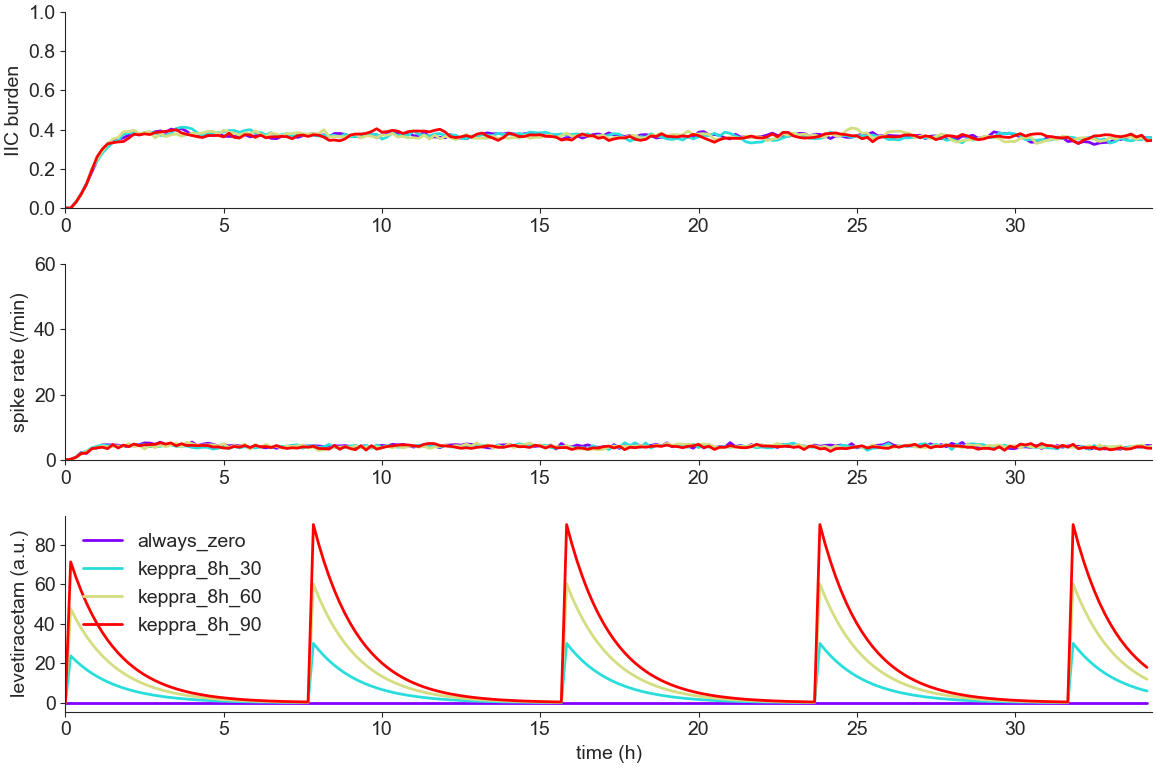 1.0
0.8
0.6
0.4
0.2
0.0
IIC burden
0 5 10 15 20 25 30
60
40
20
0
spike rate (/min)
0 5 10 15 20 25 30
80
60
40
20
0
levetiracetam (a.u.)
always_zero
keppra_8h_30
keppra_8h_60
keppra_8h_90
0 5 10 15 20 25 30
time (h)